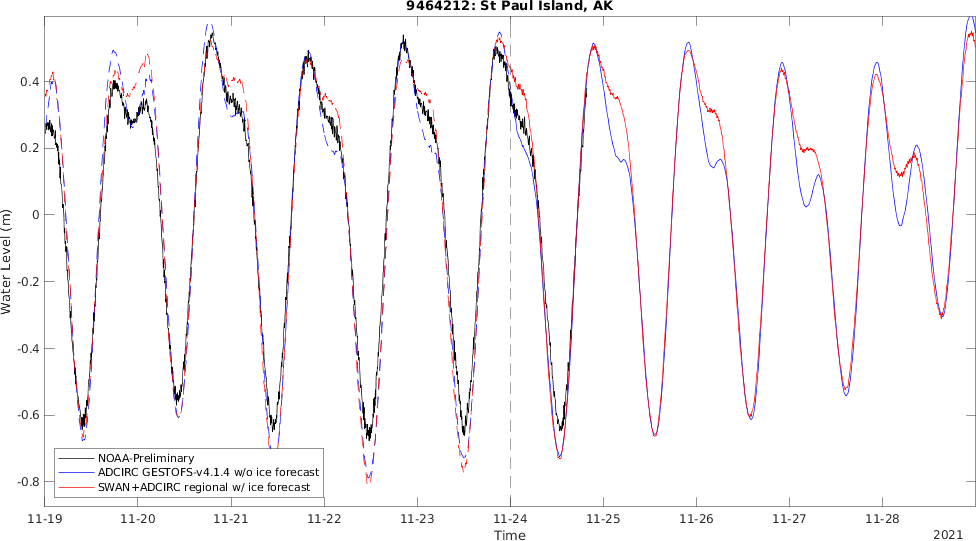 9464212: St Paul Island, AK
Water Level (m)
0.4
0.2
0
-0.2
-0.4
-0.6
-0.8
NOAA-Preliminary
ADCIRC GESTOFS-v4.1.4 w/o ice forecast
SWAN+ADCIRC regional w/ ice forecast
11-19 11-20 11-21 11-22 11-23 11-24 11-25 11-26 11-27 11-28
Time
2021